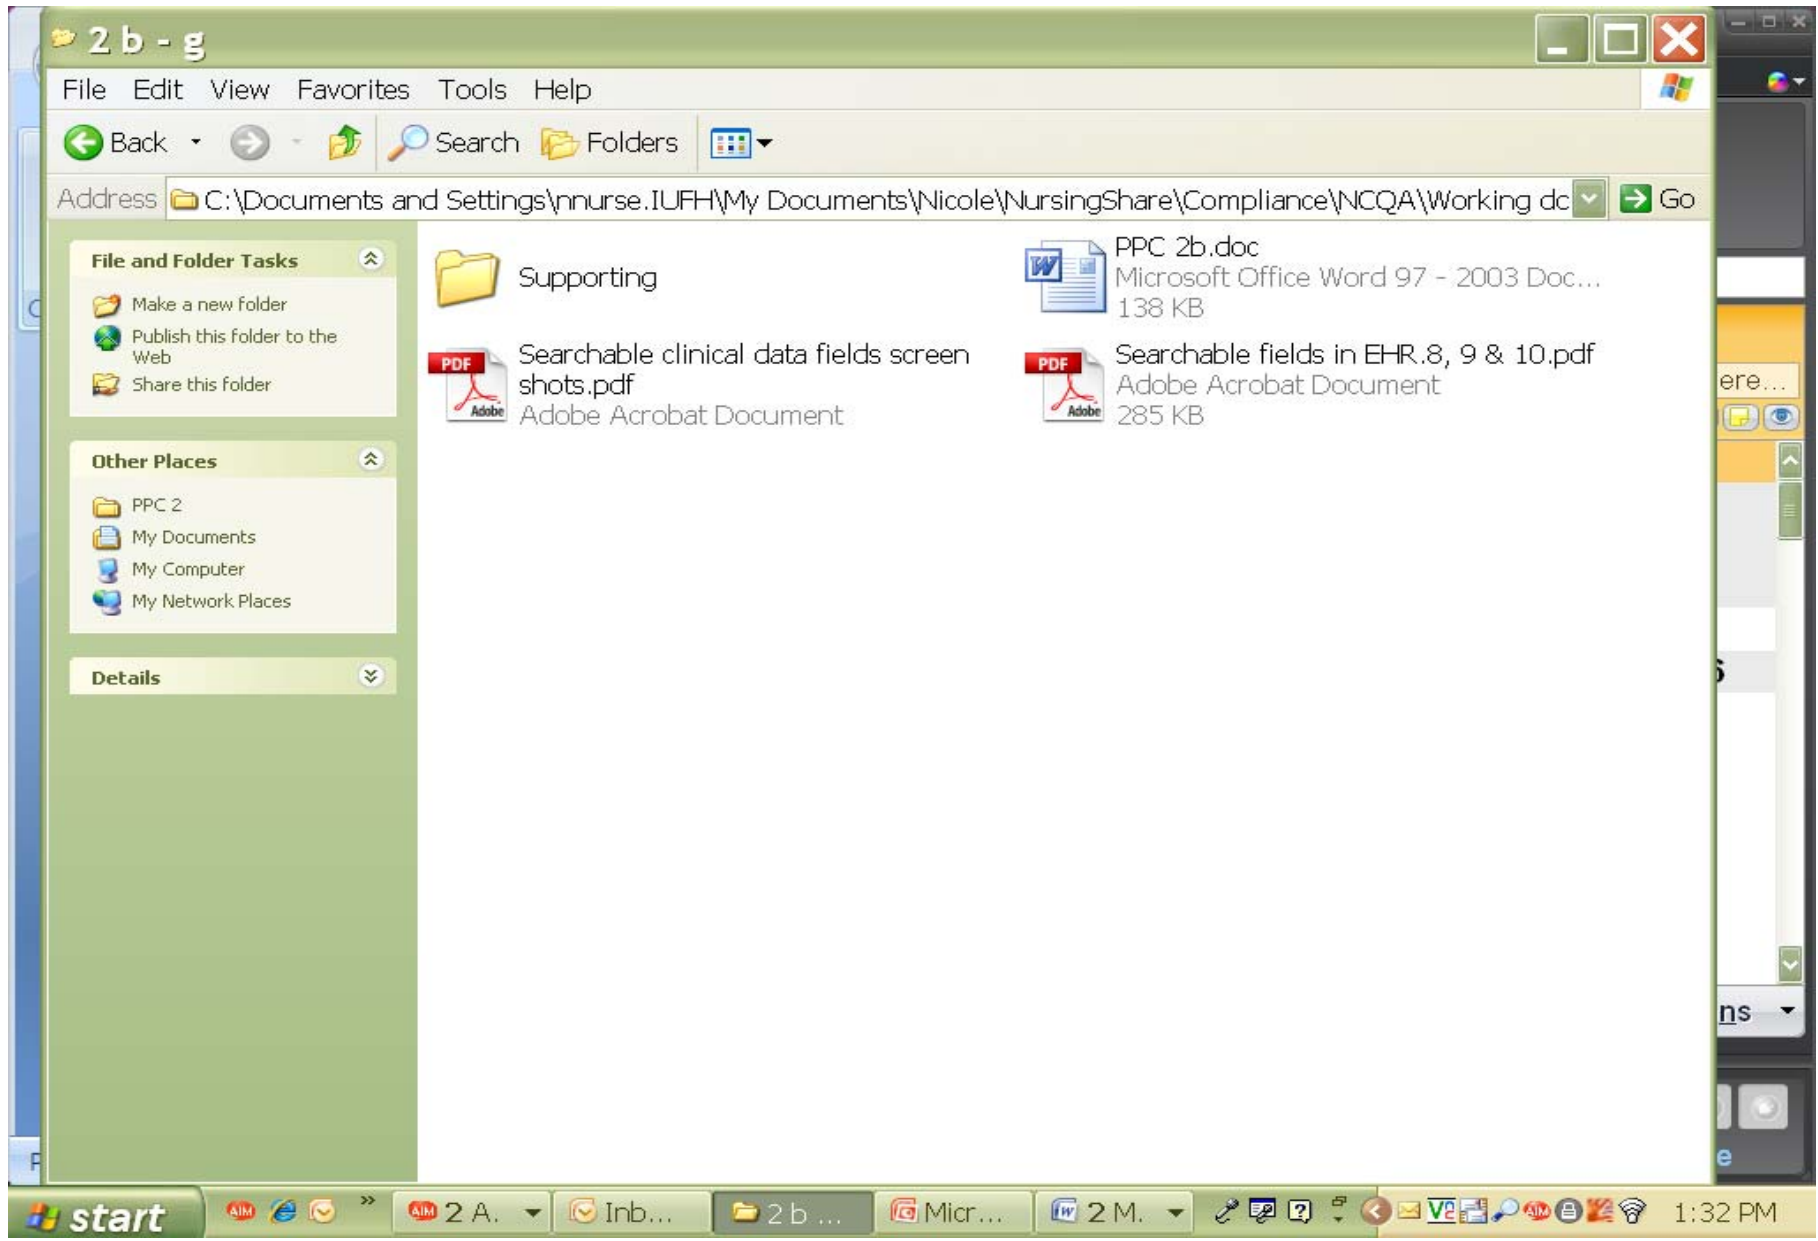 2 b - g
File Edit View Favorites Tools Help
Back Search Folders
Address C:\Documents and Settings\nnurse.IUFH\My Documents\Nicole\NursingShare\Compliance\NCQA\Working dc Go
File and Folder Tasks
Make a new folder
Publish this folder to the
Web
Share this folder
Other Places
PPC 2
My Documents
My Computer
My Network Places
Details
Supporting
PPC 2b.doc
Microsoft Office Word 97 - 2003 Doc...
138 KB
Searchable clinical data fields screen
shots.pdf
Adobe Acrobat Document
Searchable fields in EHR.8, 9 & 10.pdf
Adobe Acrobat Document
285 KB
ere...
ns
e
start 2 A. Inb... 2 b ... Micr... 2 M. 1:32 PM